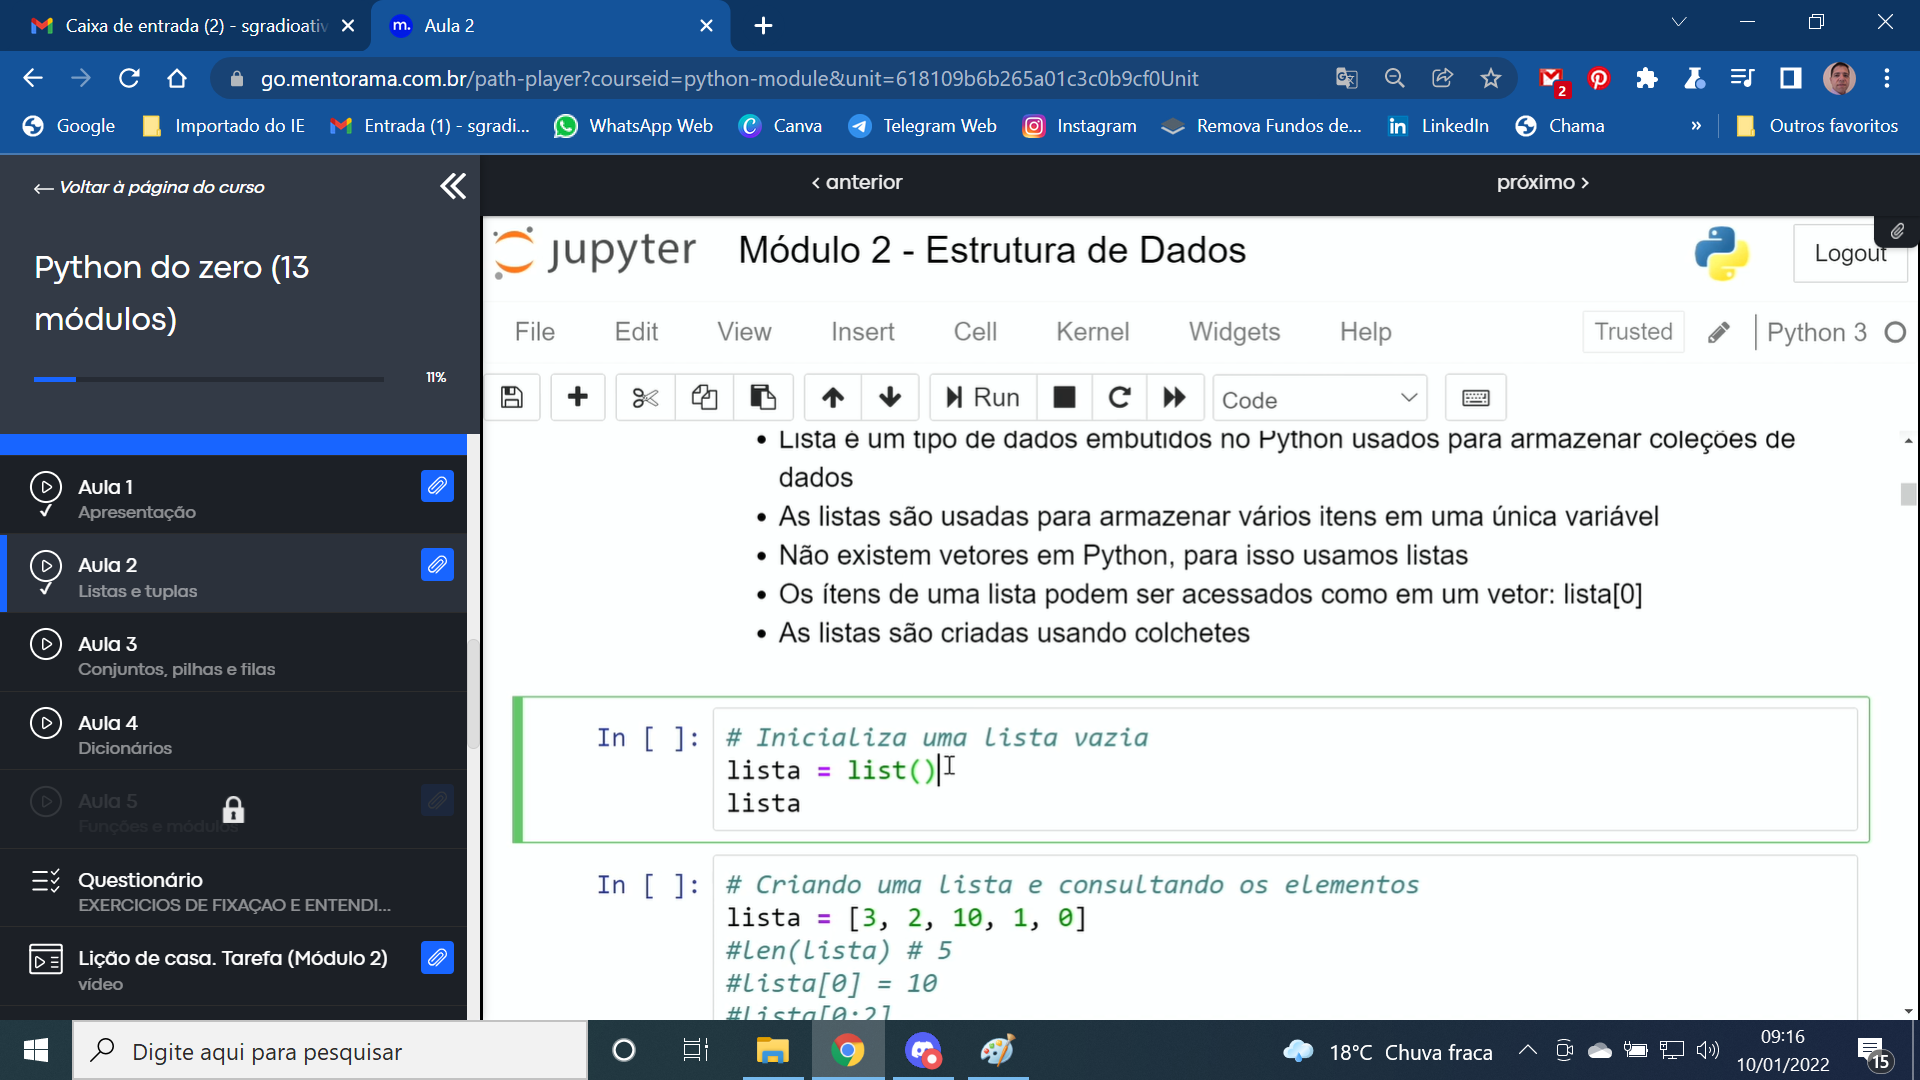 Caixa de entrada (2) - sgradioativ
m. Aula 2
go.mentorama.com.br/path-player?courseid=python-module&unit=618109b6b265a01c3c0b9cf0Unit
2
Google Importado do IE Entrada (1) - sgradi... WhatsApp Web Canva Telegram Web Instagram Remova Fundos de... LinkedIn Chama » Outros favoritos
← Voltar à página do curso
‹ anterior próximo ›
Python do zero (13
módulos)
11%
Aula 1
Apresentação
Aula 2
Listas e tuplas
Aula 3
Conjuntos, pilhas e filas
Aula 4
Dicionários
Aula 5
Funções e módulos
Questionário
EXERCICIOS DE FIXAÇAO E ENTENDI...
Lição de casa. Tarefa (Módulo 2)
vídeo
jupyter Módulo 2 - Estrutura de Dados Logout
File Edit View Insert Cell Kernel Widgets Help Trusted Python 3
Run Code
• Lista é um tipo de dados embutidos no Python usados para armazenar coleções de
dados
• As listas são usadas para armazenar vários itens em uma única variável
• Não existem vetores em Python, para isso usamos listas
• Os ítens de uma lista podem ser acessados como em um vetor: lista[0]
• As listas são criadas usando colchetes
In [ ]: # Inicializa uma lista vazia
lista = list()
lista
In [ ]: # Criando uma lista e consultando os elementos
lista = [3, 2, 10, 1, 0]
#len(lista) # 5
#lista[0] = 10
#lista[0:2]
Digite aqui para pesquisar
18°C Chuva fraca
09:16
10/01/2022
15